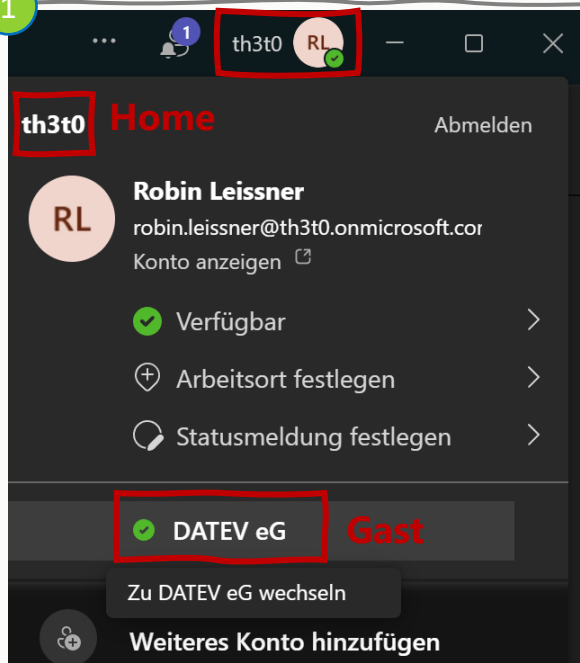 1
... 1 th3t0 RL
th3t0 Home Abmelden
RL
Robin Leissner
robin.leissner@th3t0.onmicrosoft.cor
Konto anzeigen
Verfügbar
Arbeitsort festlegen
Statusmeldung festlegen
DATEV eG Gast
Zu DATEV eG wechseln
Weiteres Konto hinzufügen